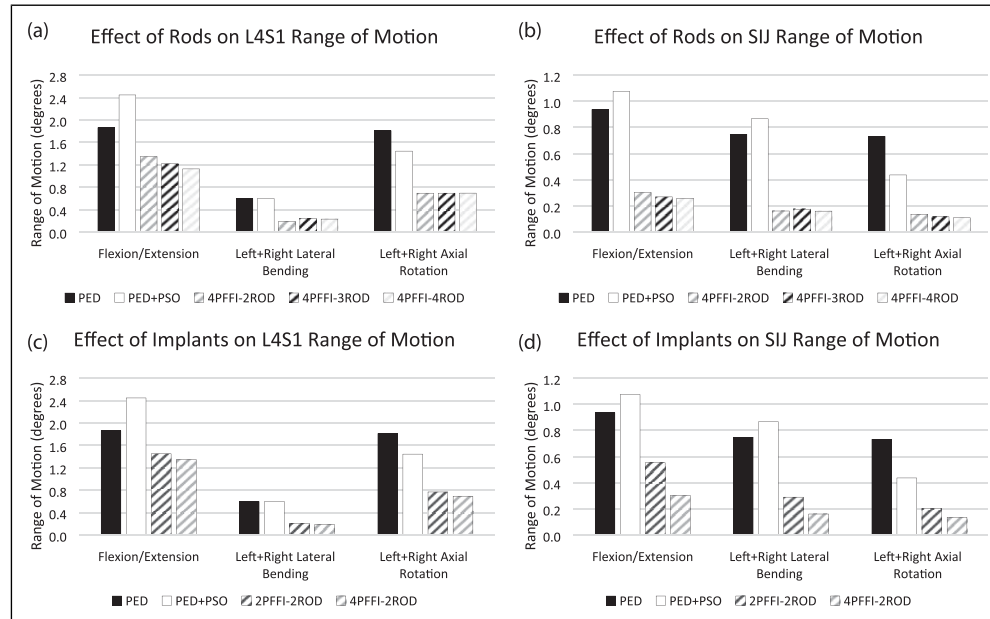 (a)
Effect of Rods on L4S1 Range of Motion
Range of Motion (degrees)
2.8
2.4
2.0
1.6
1.2
0.8
0.4
0.0
Flexion/Extension
Left+Right Lateral
Bending
Left+Right Axial
Rotation
PED PED+PSO 4PFFI-2ROD 4PFFI-3ROD 4PFFI-4ROD
(b)
Effect of Rods on SIJ Range of Motion
Range of Motion (degrees)
1.2
1.0
0.8
0.6
0.4
0.2
0.0
Flexion/Extension
Left+Right Lateral
Bending
Left+Right Axial
Rotation
PED PED+PSO 4PFFI-2ROD 4PFFI-3ROD 4PFFI-4ROD
(c)
Effect of Implants on L4S1 Range of Motion
Range of Motion (degrees)
2.8
2.4
2.0
1.6
1.2
0.8
0.4
0.0
Flexion/Extension
Left+Right Lateral
Bending
Left+Right Axial
Rotation
PED PED+PSO 2PFFI-2ROD 4PFFI-2ROD
(d)
Effect of Implants on SIJ Range of Motion
Range of Motion (degrees)
1.2
1.0
0.8
0.6
0.4
0.2
0.0
Flexion/Extension
Left+Right Lateral
Bending
Left+Right Axial
Rotation
PED PED+PSO 2PFFI-2ROD 4PFFI-2ROD